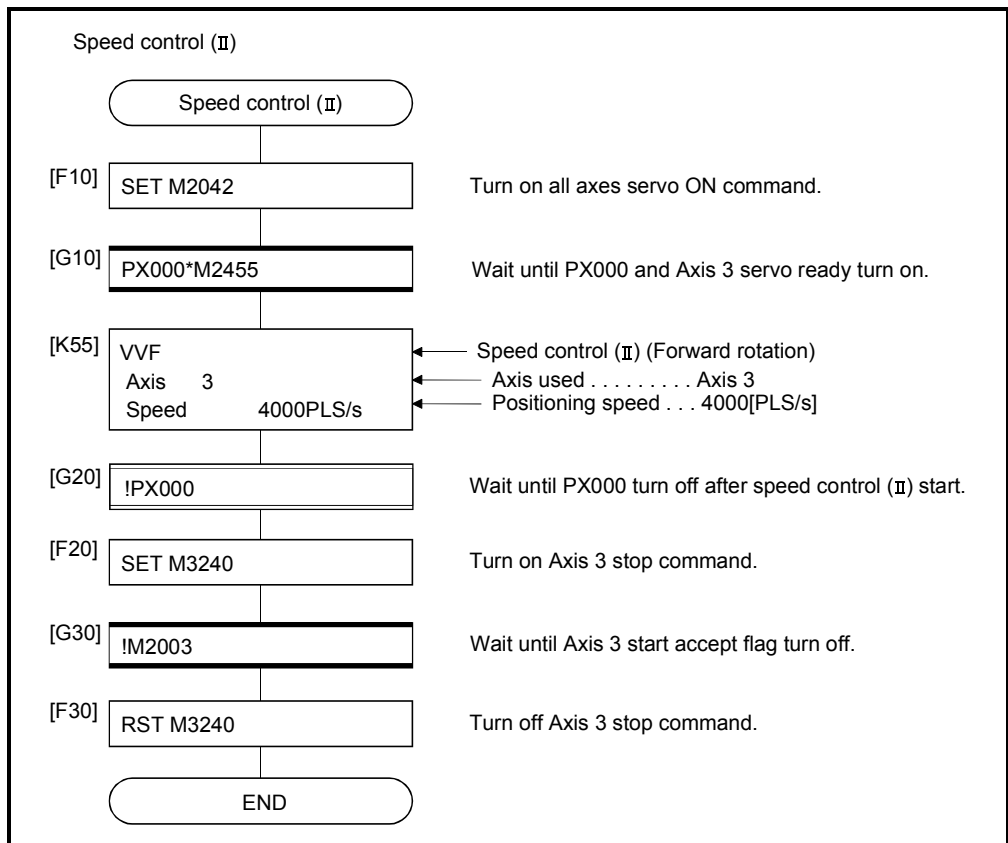 Speed control (Ⅱ)
Speed control (Ⅱ)
[F10] SET M2042 Turn on all axes servo ON command.
[G10] PX000*M2455 Wait until PX000 and Axis 3 servo ready turn on.
[K55] VVF Speed control (Ⅱ) (Forward rotation)
Axis 3 Axis used . . . . . . . . . Axis 3
Speed 4000PLS/s Positioning speed . . . 4000[PLS/s]
[G20] !PX000 Wait until PX000 turn off after speed control (Ⅱ) start.
[F20] SET M3240 Turn on Axis 3 stop command.
[G30] !M2003 Wait until Axis 3 start accept flag turn off.
[F30] RST M3240 Turn off Axis 3 stop command.
END